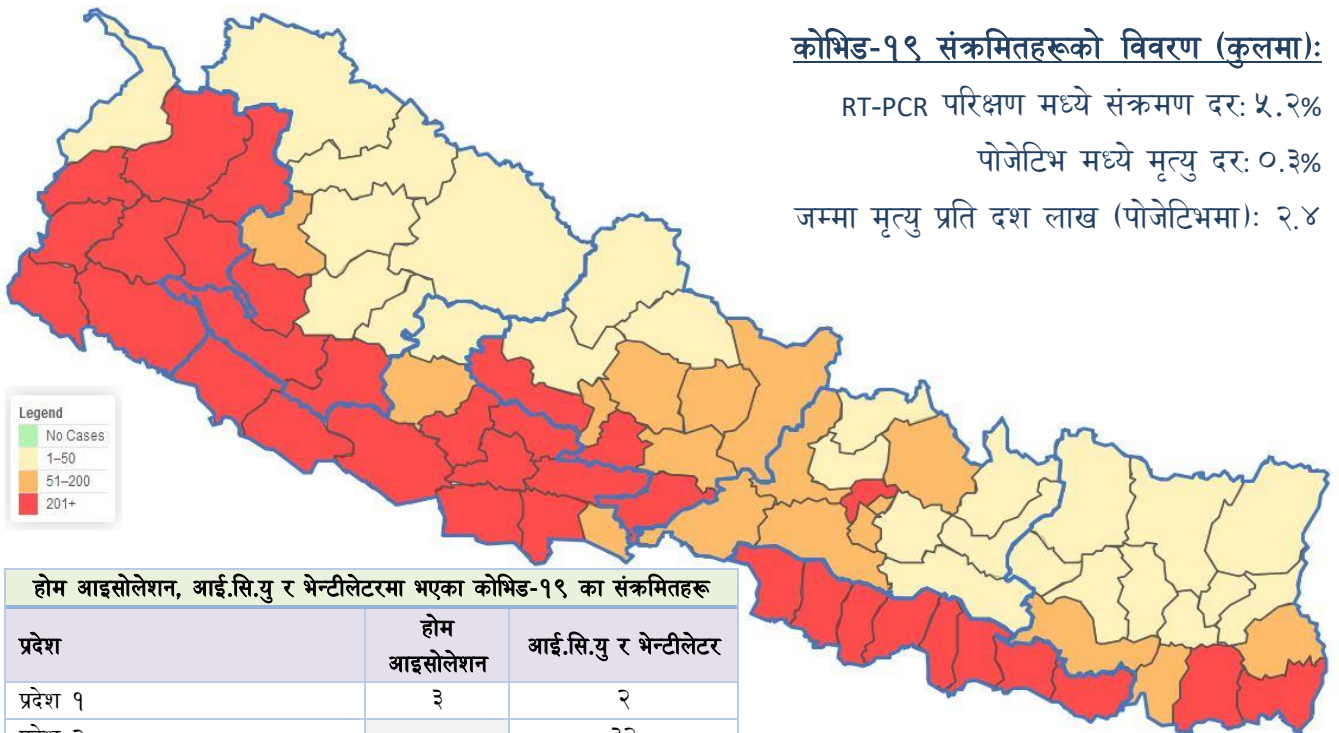 कोभिड-१९ संक्रमितहरूको विवरण (कुलमा):
RT-PCR परिक्षण मध्ये संक्रमण दर: ५.२%
पोजेटिभ मध्ये मृत्यु दर: ०.३%
जम्मा मृत्यु प्रति दश लाख (पोजेटिभमा): २.४
Legend
No Cases
1–50
51–200
201+
होम आइसोलेशन, आई.सि.यु र भेन्टीलेटरमा भएका कोभिड-१९ का संक्रमितहरू
प्रदेश होम आइसोलेशन आई.सि.यु र भेन्टीलेटर
प्रदेश १ ३ २